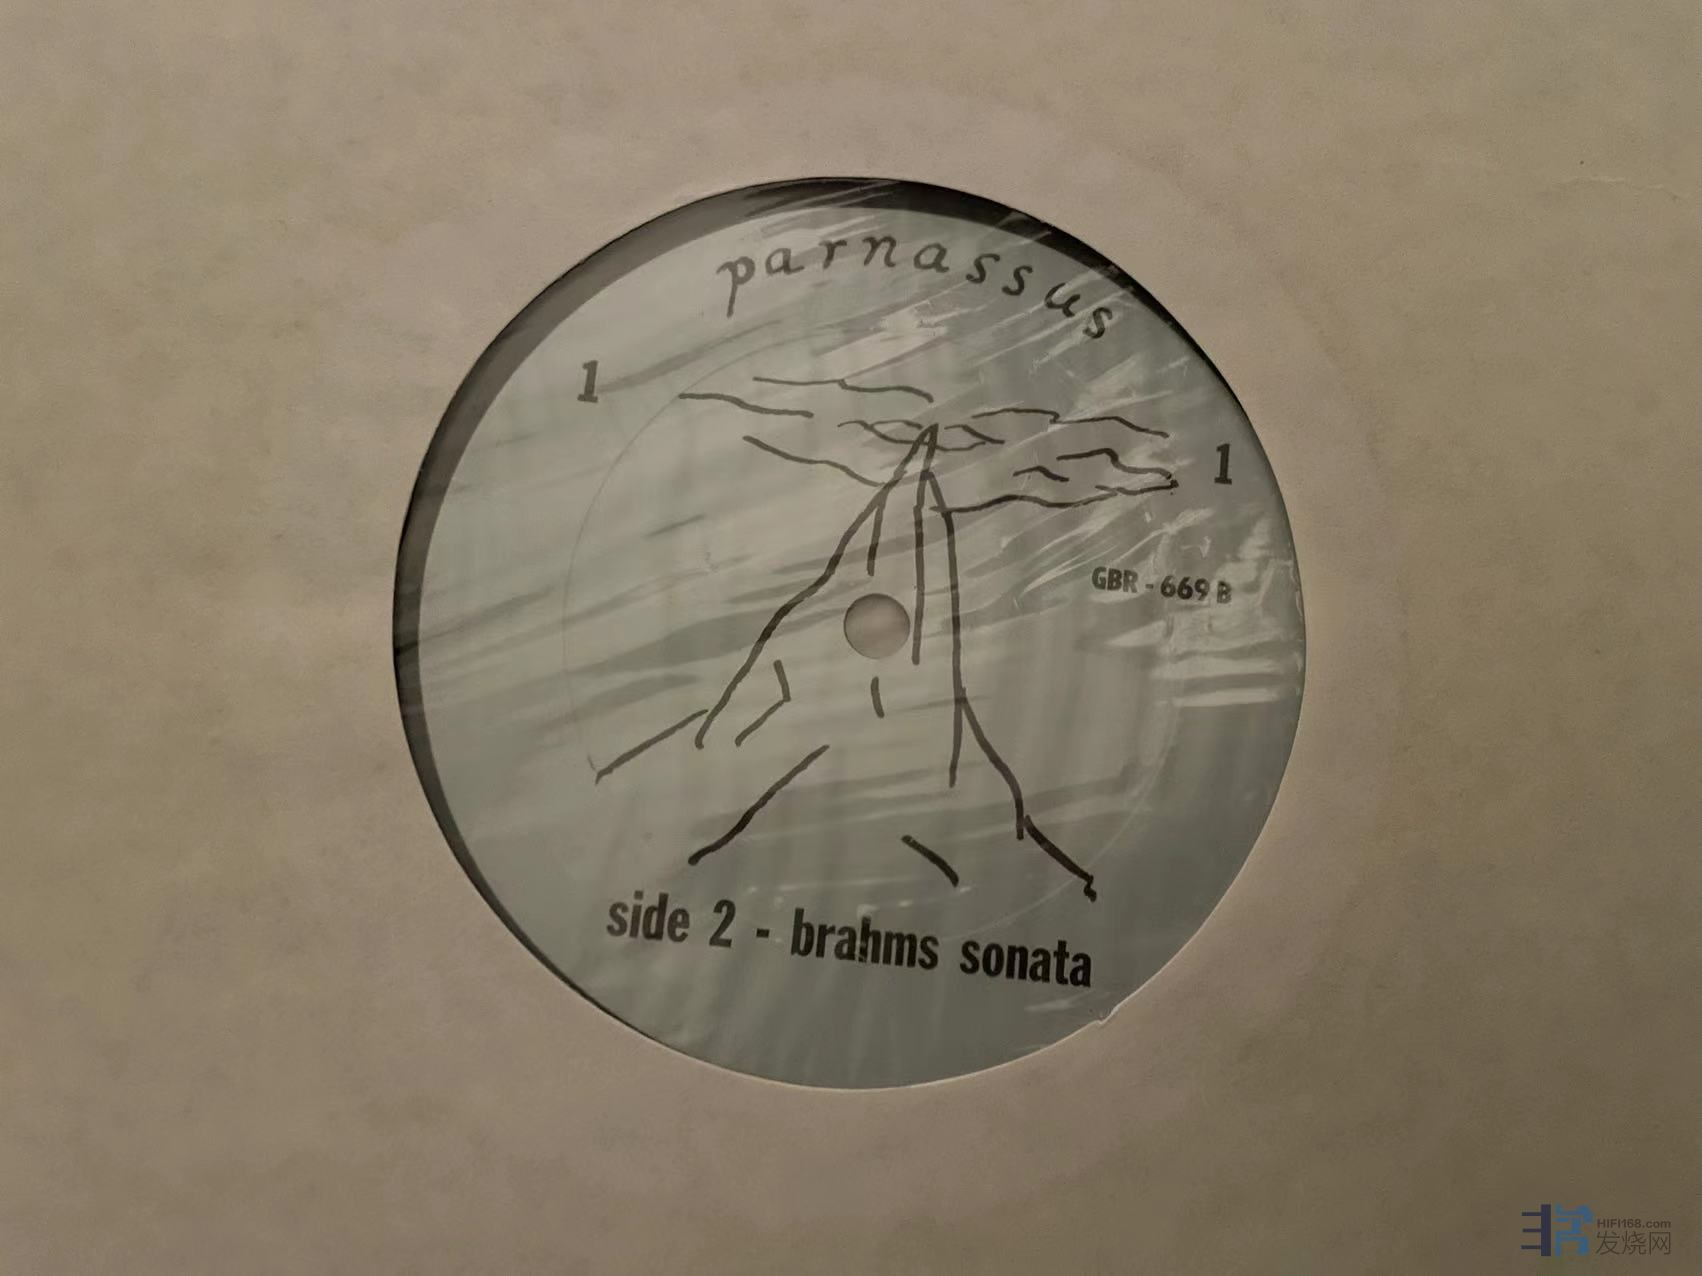 parnassus
1
1
GBR - 669 B
side 2 - brahms sonata
HIFI168.com
发烧网